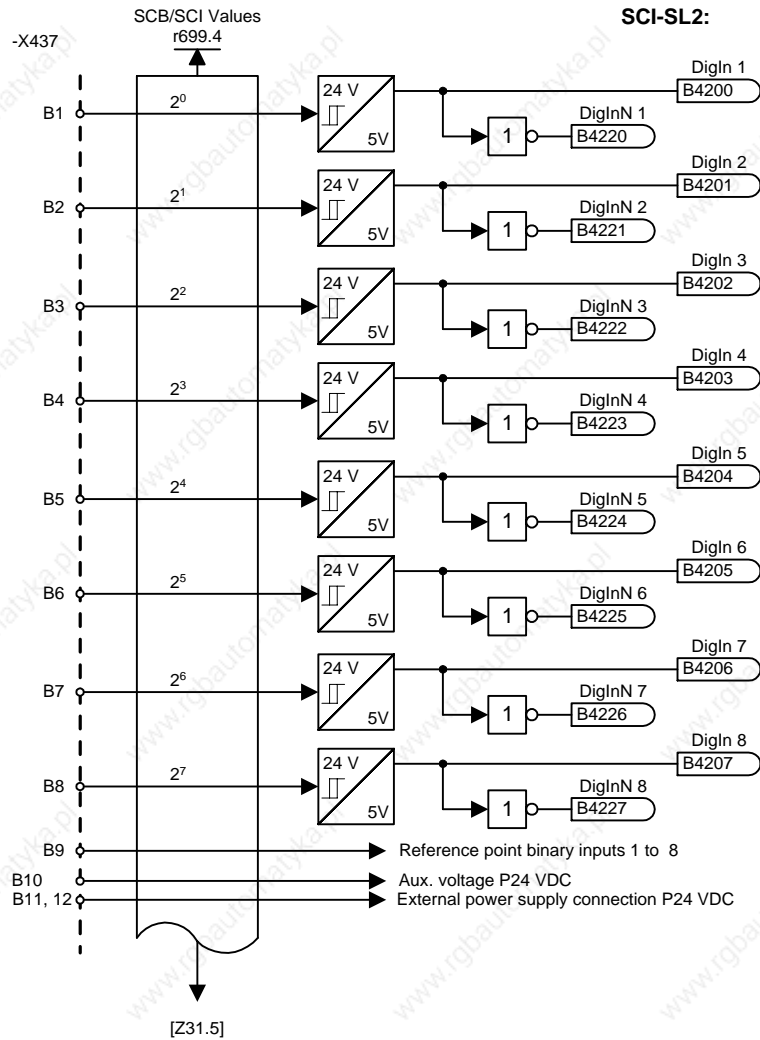 SCB/SCI Values
r699.4
SCI-SL2:
-X437
B1
2⁰
24 V
5V
1
DigIn 1
B4200
DigInN 1
B4220
B2
2¹
24 V
5V
1
DigIn 2
B4201
DigInN 2
B4221
B3
2²
24 V
5V
1
DigIn 3
B4202
DigInN 3
B4222
B4
2³
24 V
5V
1
DigIn 4
B4203
DigInN 4
B4223
B5
2⁴
24 V
5V
1
DigIn 5
B4204
DigInN 5
B4224
B6
2⁵
24 V
5V
1
DigIn 6
B4205
DigInN 6
B4225
B7
2⁶
24 V
5V
1
DigIn 7
B4206
DigInN 7
B4226
B8
2⁷
24 V
5V
1
DigIn 8
B4207
DigInN 8
B4227
B9
Reference point binary inputs 1 to 8
B10
Aux. voltage P24 VDC
B11, 12
External power supply connection P24 VDC
[Z31.5]
www.rgbautomatyka.pl